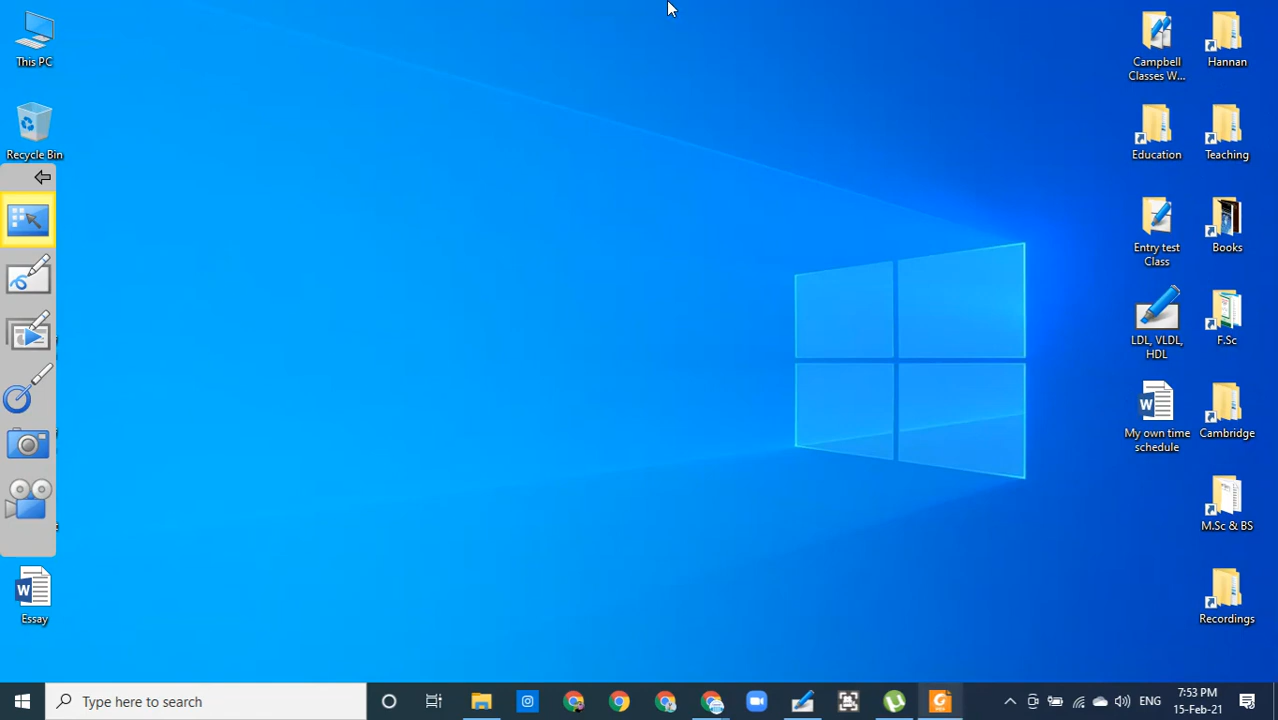 This PC
Recycle Bin
Essay
Campbell
Classes W...
Hannan
Education
Teaching
Entry test
Class
Books
LDL, VLDL,
HDL
F.Sc
My own time
schedule
Cambridge
M.Sc & BS
Recordings
Type here to search
ENG
7:53 PM
15-Feb-21